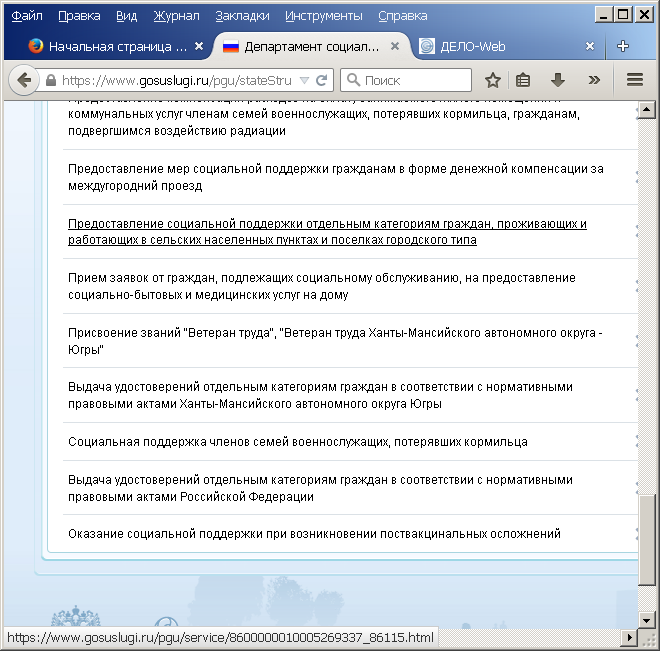 Файл Правка Вид Журнал Закладки Инструменты Справка
Начальная страница ... Департамент социал... ДЕЛО-Web
https://www.gosuslugi.ru/pgu/stateStru Поиск
коммунальных услуг членам семей военнослужащих, потерявших кормильца, гражданам,
подвергшимся воздействию радиации
Предоставление мер социальной поддержки гражданам в форме денежной компенсации за
междугородний проезд
Предоставление социальной поддержки отдельным категориям граждан, проживающих и
работающих в сельских населенных пунктах и поселках городского типа
Прием заявок от граждан, подлежащих социальному обслуживанию, на предоставление
социально-бытовых и медицинских услуг на дому
Присвоение званий "Ветеран труда", "Ветеран труда Ханты-Мансийского автономного округа -
Югры"
Выдача удостоверений отдельным категориям граждан в соответствии с нормативными
правовыми актами Ханты-Мансийского автономного округа Югры
Социальная поддержка членов семей военнослужащих, потерявших кормильца
Выдача удостоверений отдельным категориям граждан в соответствии с нормативными
правовыми актами Российской Федерации
Оказание социальной поддержки при возникновении поствакцинальных осложнений
https://www.gosuslugi.ru/pgu/service/8600000010005269337_86115.html